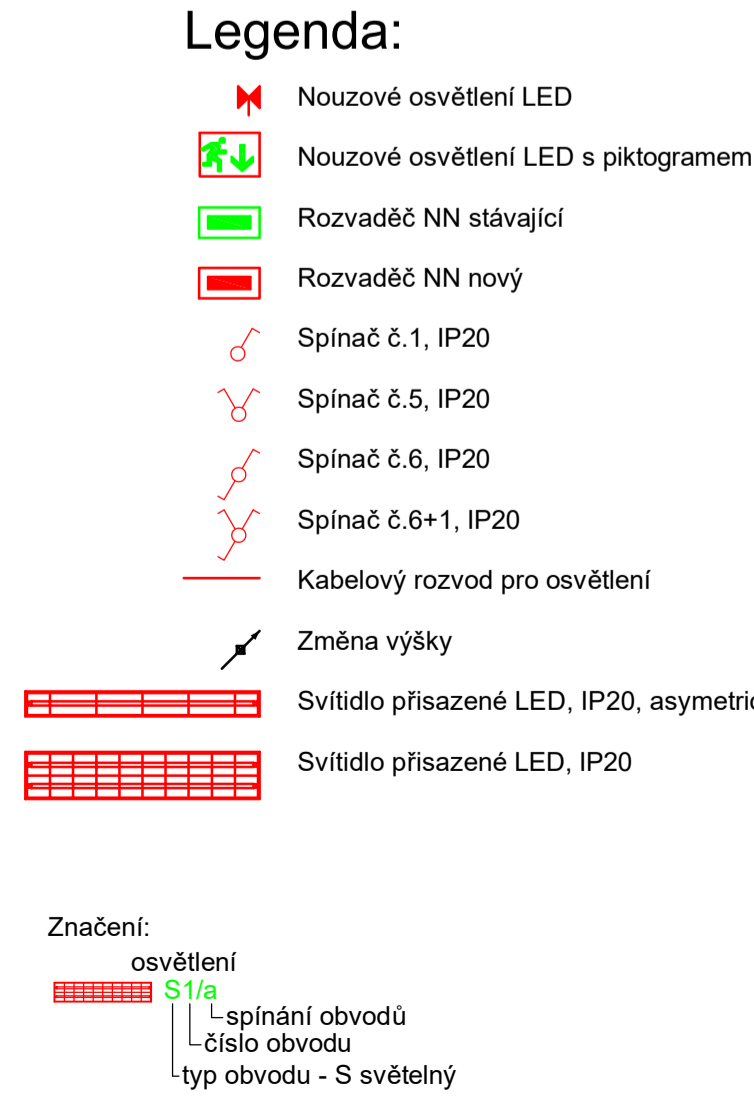 Legenda:
Nouzové osvětlení LED
Nouzové osvětlení LED s piktogramem
Rozvaděč NN stávající
Rozvaděč NN nový
Spínač č.1, IP20
Spínač č.5, IP20
Spínač č.6, IP20
Spínač č.6+1, IP20
Kabelový rozvod pro osvětlení
Změna výšky
Svítidlo přisazené LED, IP20,
Svítidlo přisazené LED, IP20
Značení:
osvětlení
S1/a
spínání obvodů
číslo obvodu
typ obvodu - S světelný